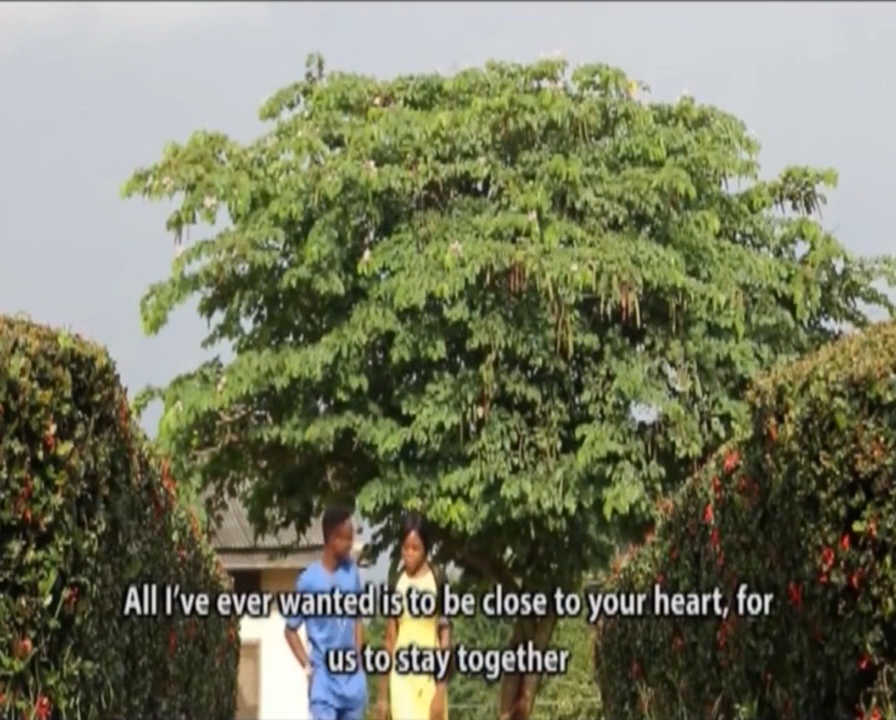 All I've ever wanted is to be close to your heart, for
us to stay together